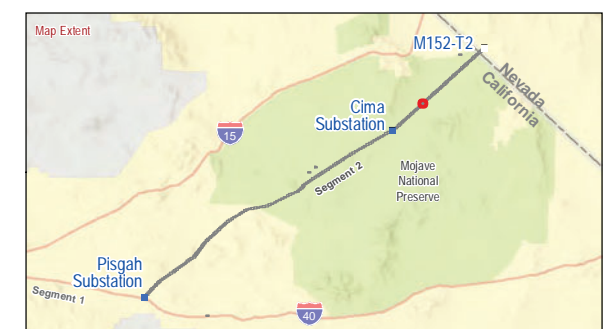 Map Extent
M152-T2
Nevada
California
Cima
Substation
15
Segment 2
Mojave
National
Preserve
Pisgah
Substation
Segment 1
40